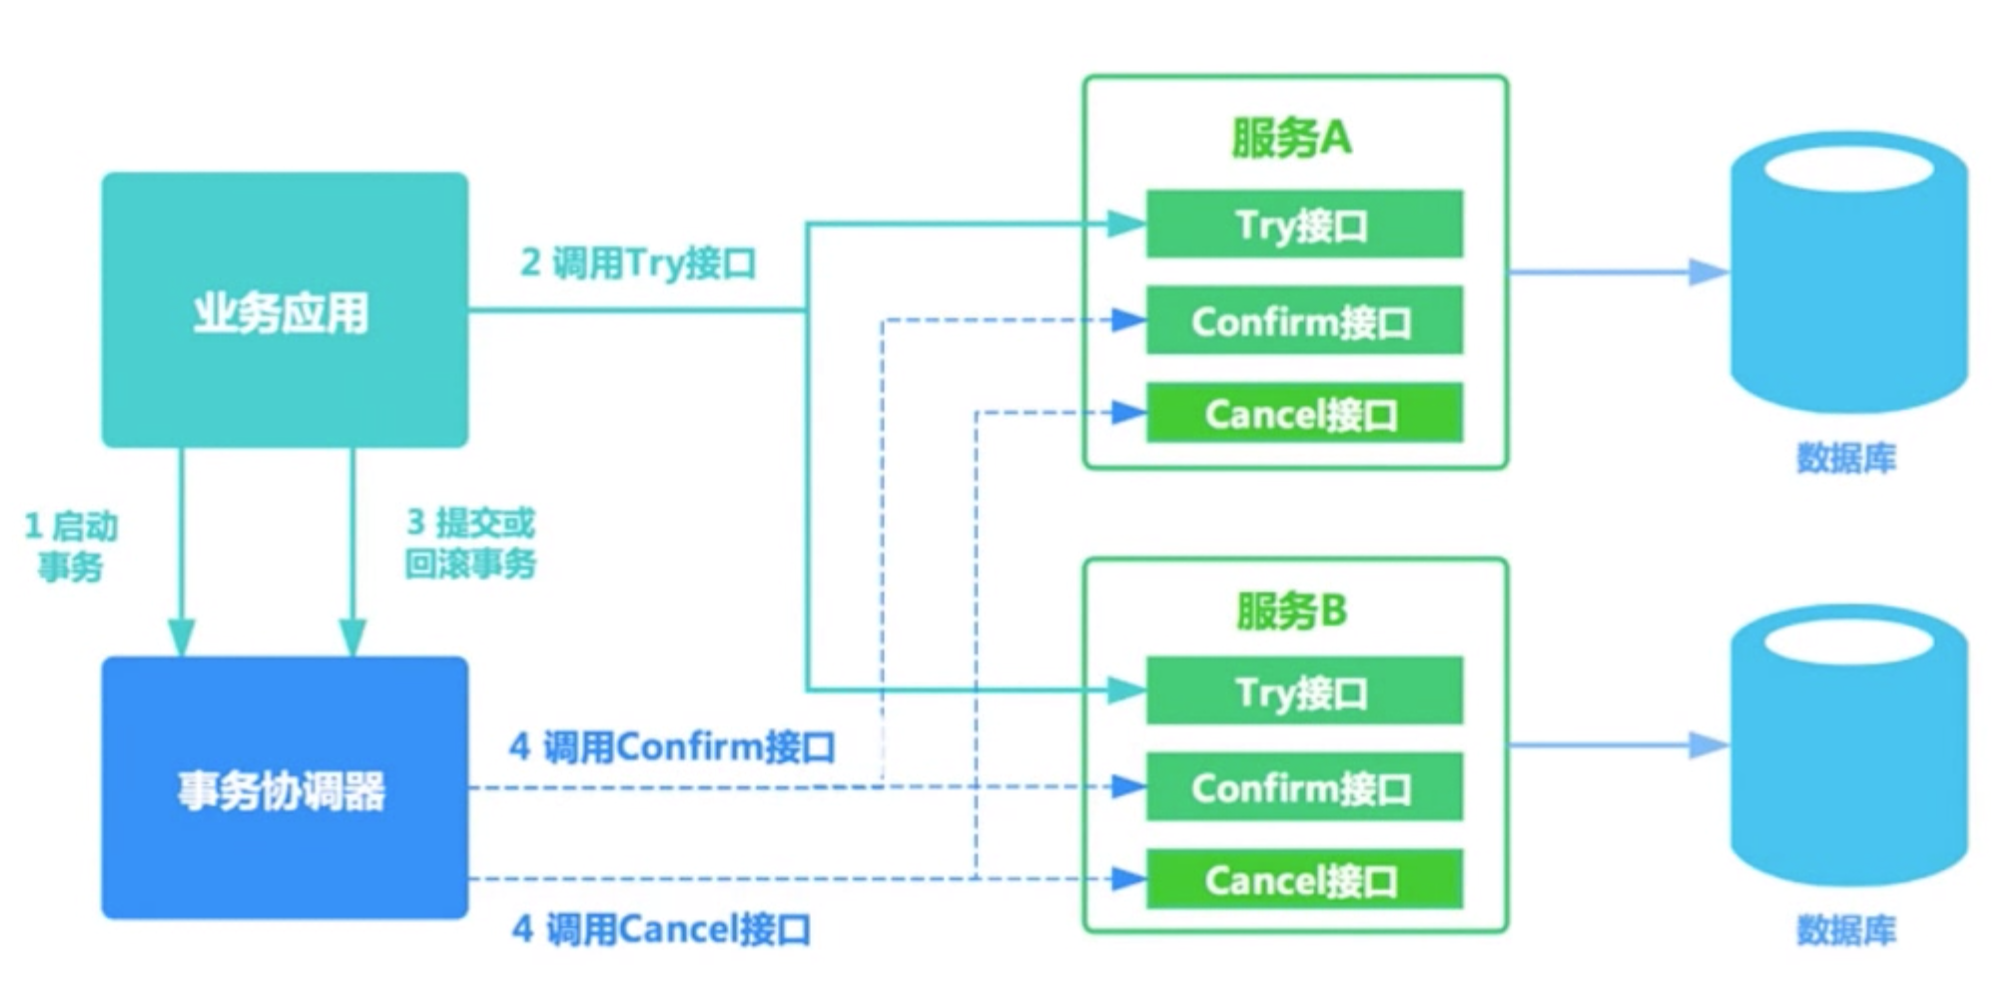 服务A
Try接口
2 调用Try接口
业务应用
Confirm接口
Cancel接口
数据库
1 启动
事务
3 提交或
回滚事务
服务B
Try接口
4 调用Confirm接口
事务协调器
Confirm接口
Cancel接口
4 调用Cancel接口
数据库